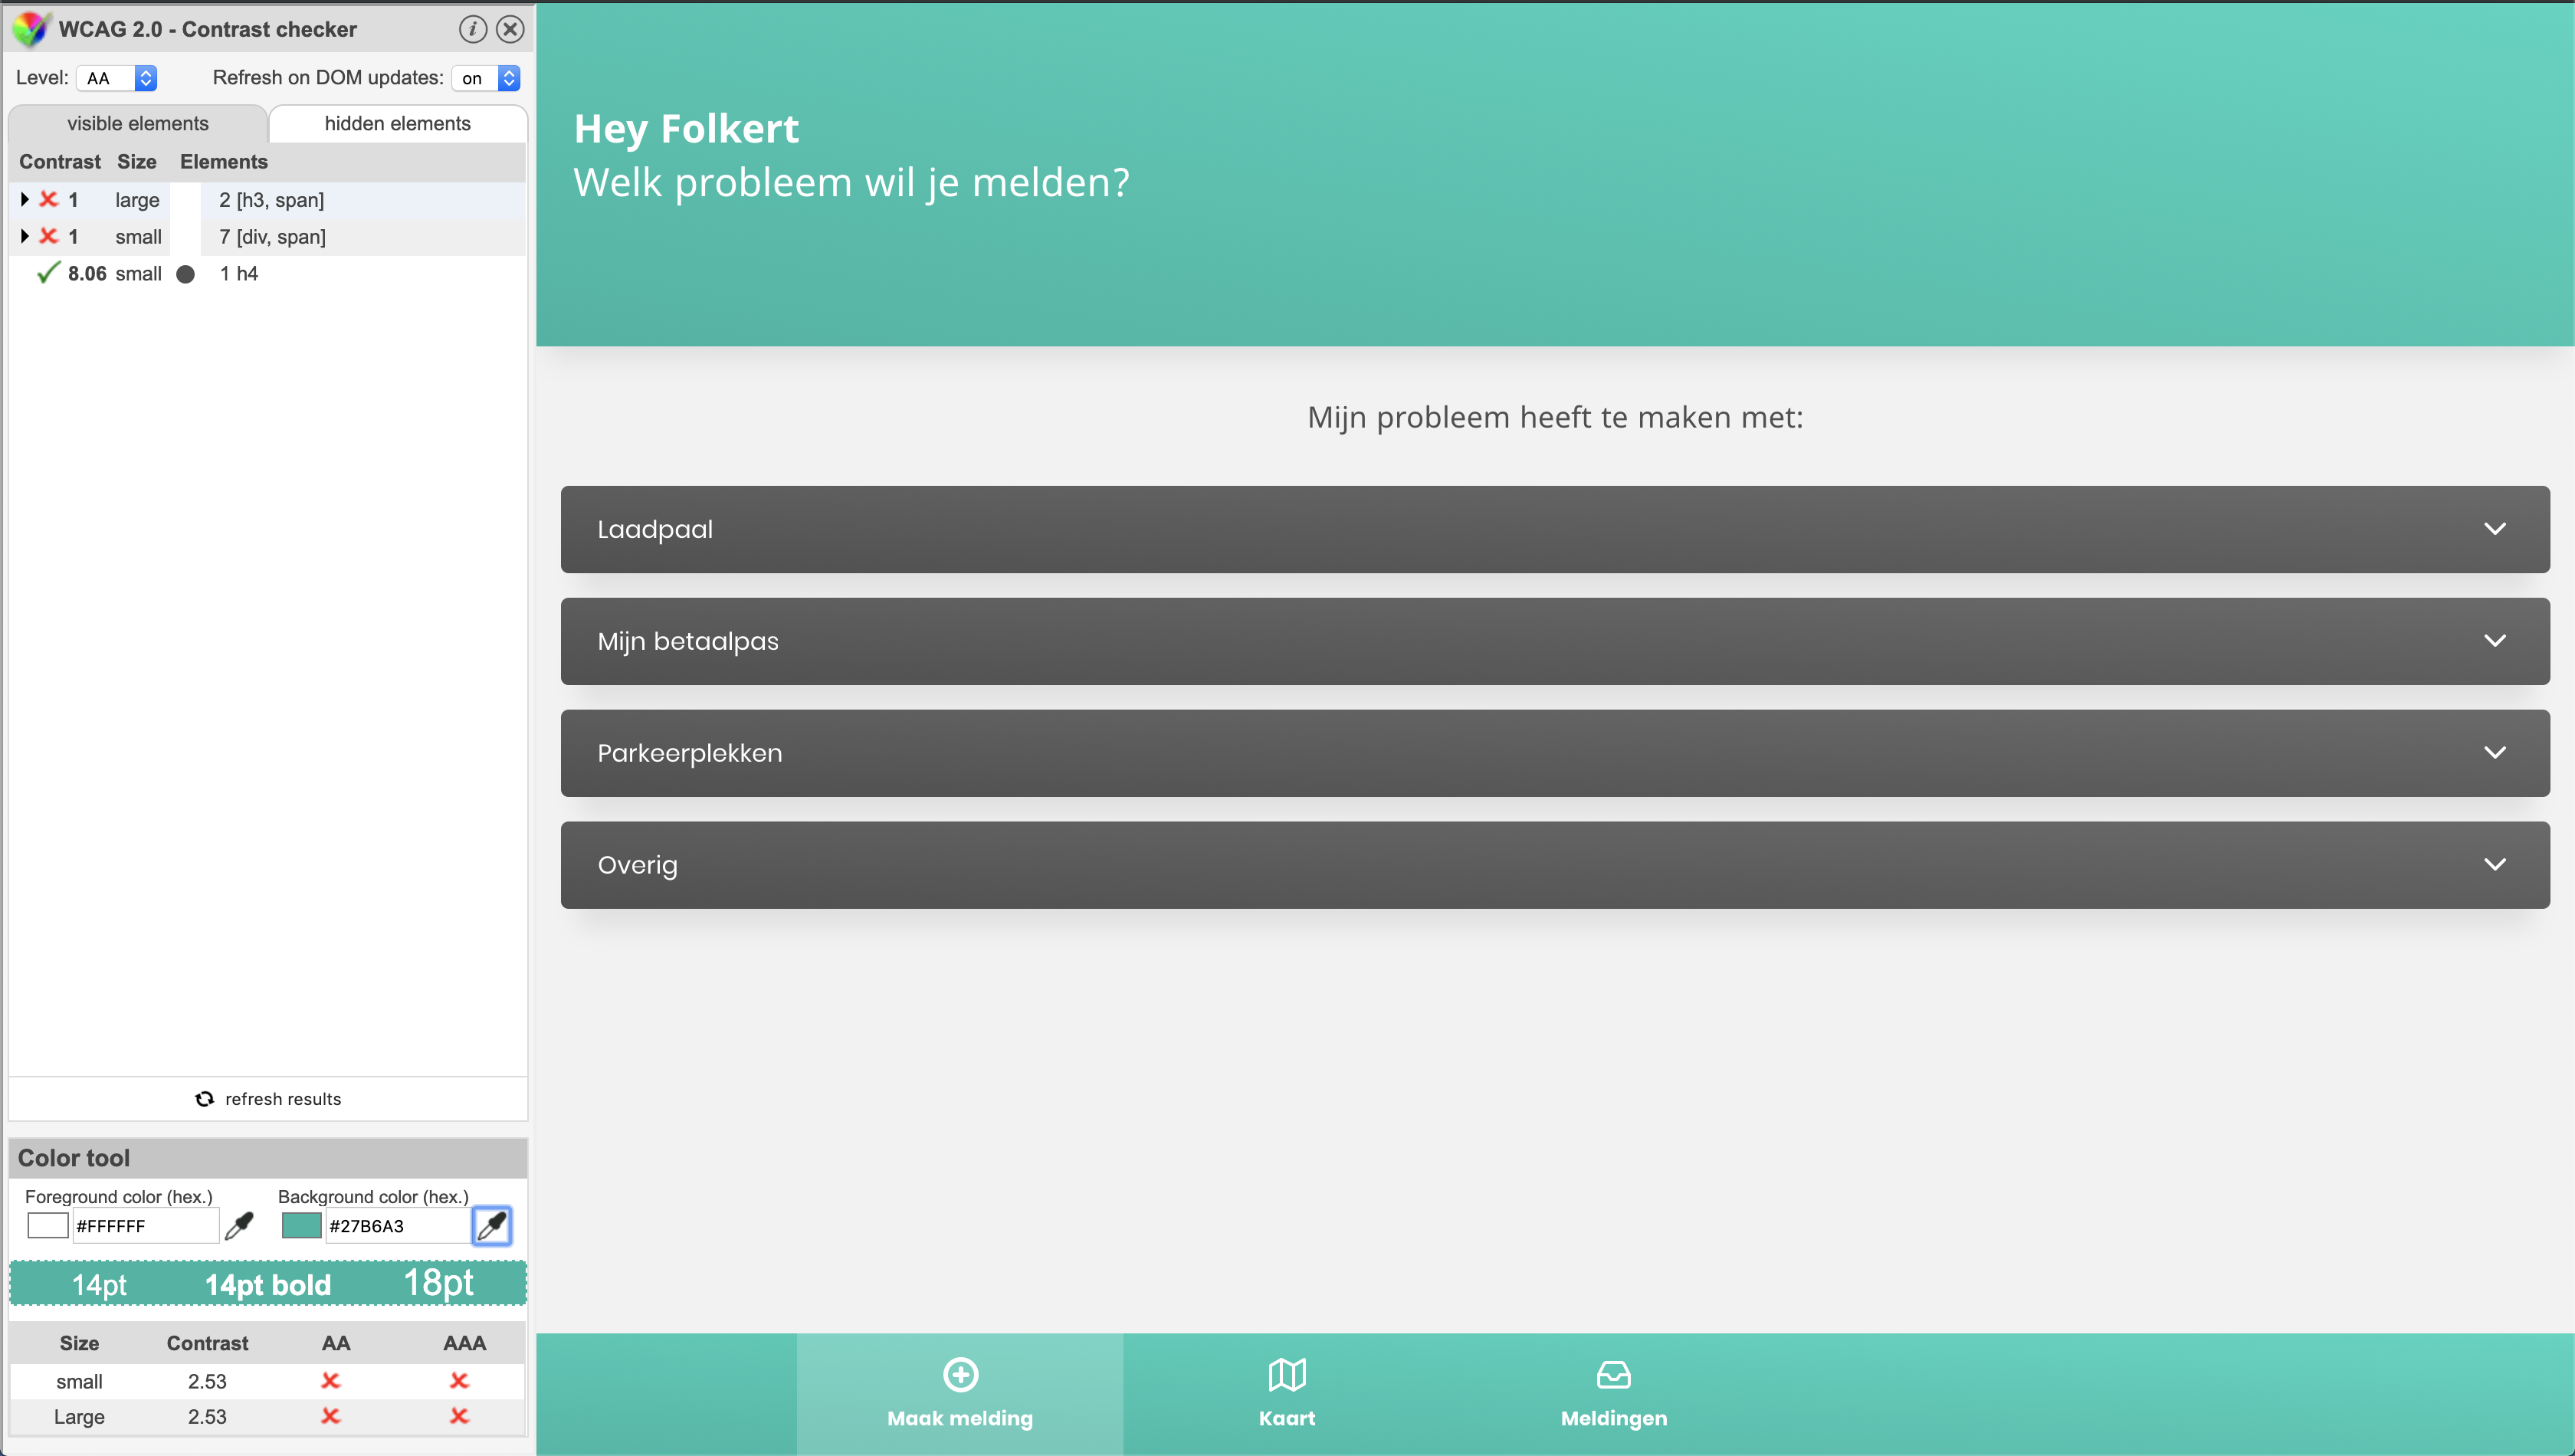 WCAG 2.0 - Contrast checker
Level: AA Refresh on DOM updates: on
visible elements hidden elements
Contrast Size Elements
1 large 2 [h3, span]
1 small 7 [div, span]
8.06 small 1 h4
refresh results
Color tool
Foreground color (hex.) Background color (hex.)
#FFFFFF #27B6A3
14pt 14pt bold 18pt
Size Contrast AA AAA
small 2.53
Large 2.53
Hey Folkert
Welk probleem wil je melden?
Mijn probleem heeft te maken met:
Laadpaal
Mijn betaalpas
Parkeerplekken
Overig
Maak melding Kaart Meldingen